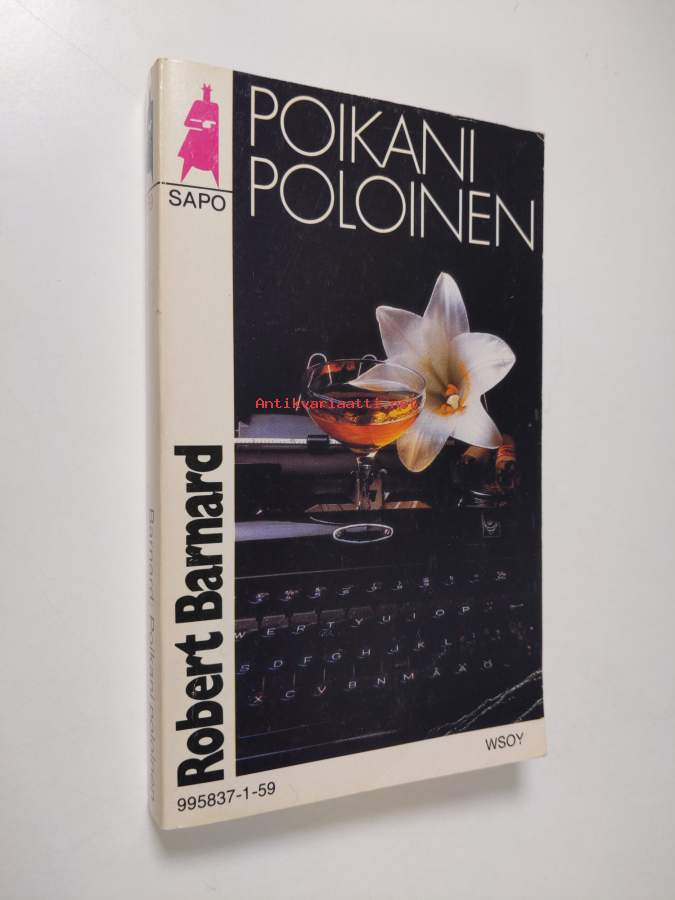 SAPO
POIKANI
POLOINEN
Antikvariaatti.net
Robert Barnard
Barnard Poikani poloinen
W E R T Y U I O P
S D F G H J K L
X C V B N M Å Ä Ö
WSOY
995837-1-59